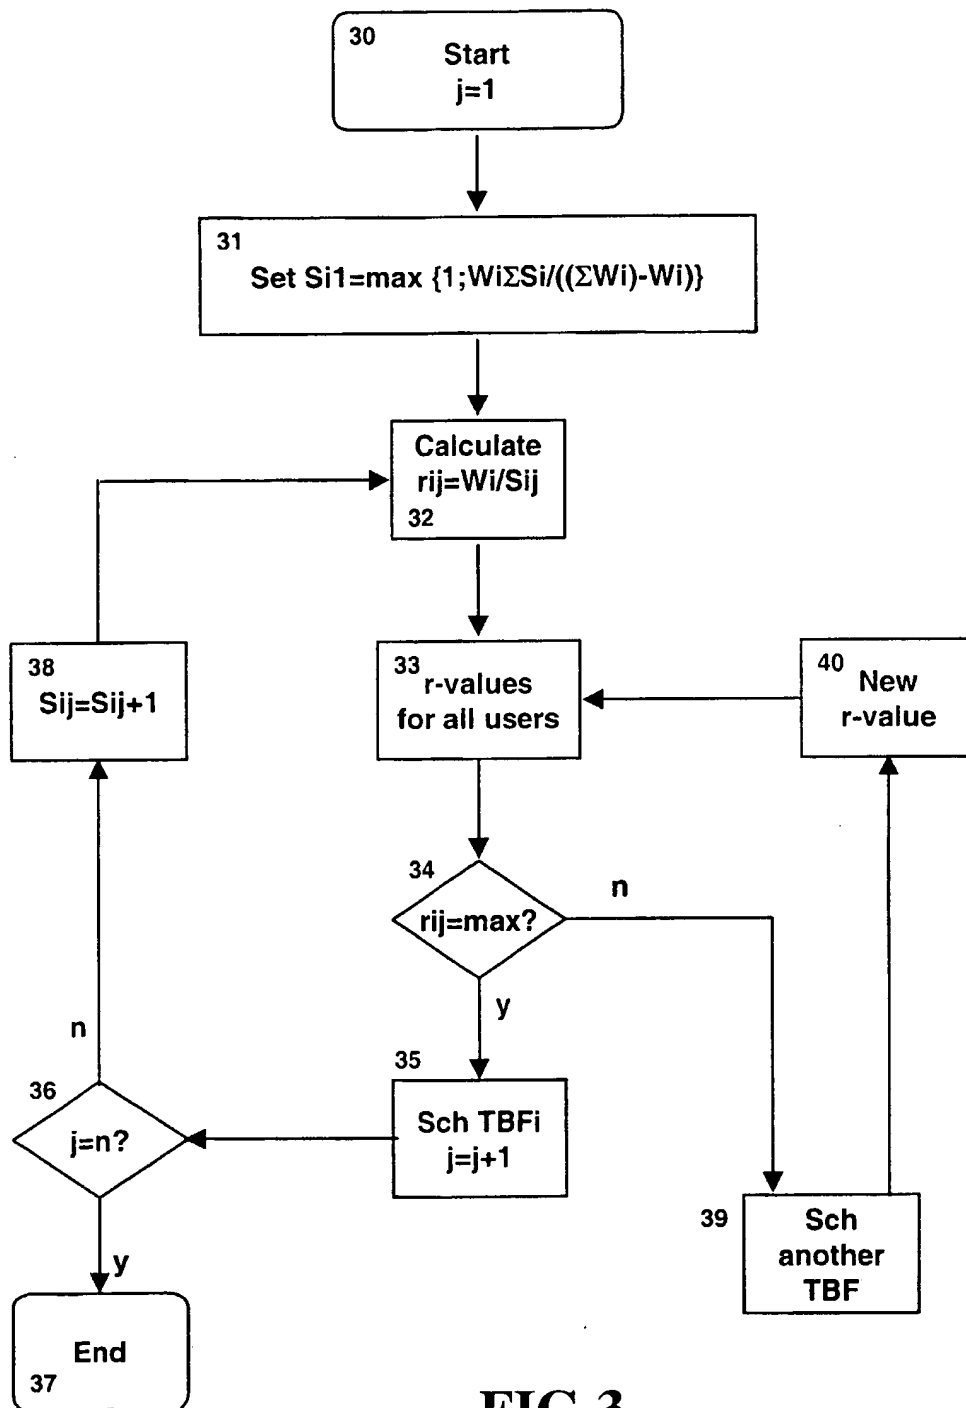 30
Start
j=1
31
Set Si1=max {1;WiΣSi/((ΣWi)-Wi)}
Calculate
rij=Wi/Sij
32
38
Sij=Sij+1
33
r-values
for all users
40
New
r-value
34
rij=max?
n
y
n
35
Sch TBFi
j=j+1
36
j=n?
39
Sch
another
TBF
y
End
37
FIG 3